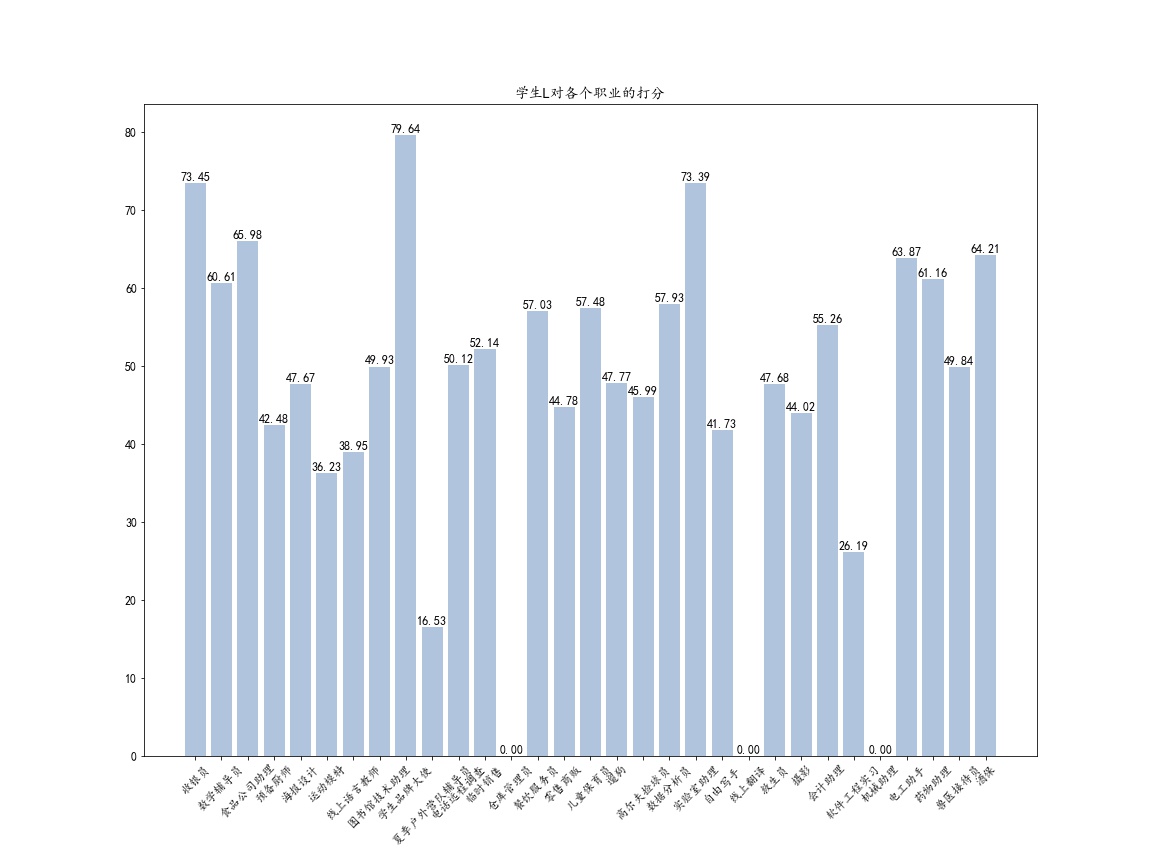 学生L对各个职业的打分
80
70
60
50
40
30
20
10
0
73.45
60.61
65.98
42.48
47.67
36.23
38.95
49.93
79.64
16.53
50.12
52.14
0.00
57.03
44.78
57.48
47.77
45.99
57.93
73.39
41.73
0.00
47.68
44.02
55.26
26.19
0.00
63.87
61.16
49.84
64.21
收银员
数学辅导员
食品公司助理
预备厨师
海报设计
运动模特
线上语言教师
图书馆技术助理
学生品牌大使
夏季户外营队辅导员
电话远程调查
临时销售
仓库管理员
餐饮服务员
零售商贩
儿童保育员
遛狗
高尔夫捡球员
数据分析员
实验室助理
自由写手
线上翻译
救生员
摄影
会计助理
软件工程实习
机械助理
电工助手
药物助理
兽医接待员
酒保